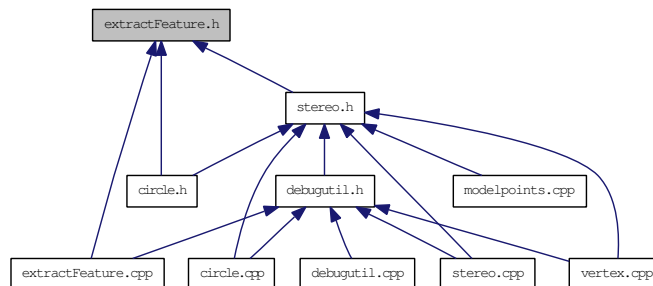 extractFeature.h
stereo.h
circle.h
debugutil.h
modelpoints.cpp
extractFeature.cpp
circle.cpp
debugutil.cpp
stereo.cpp
vertex.cpp